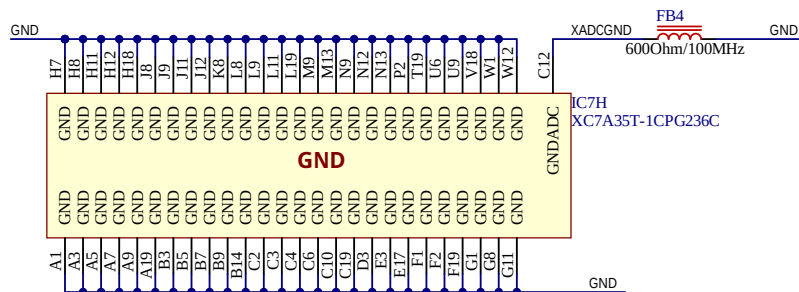 FB4
GND XADCGND GND
600Ohm/100MHz
H7 H8 H11 H12 H18 J8 J9 J11 J12 K8 L8 L9 L11 L19 M9 M13 N9 N12 N13 P2 T19 U6 U9 V18 W1 W12 C12
IC7H
XC7A35T-1CPG236C
GND GND GND GND GND GND GND GND GND GND GND GND GND GND GND GND GND GND GND GND GND GND GND GND GND GND GNDADC
GND
GND GND GND GND GND GND GND GND GND GND GND GND GND GND GND GND GND GND GND GND GND GND GND GND GND GND
A1 A3 A5 A7 A9 A19 B3 B5 B7 B9 B14 C2 C3 C4 C6 C10 C19 D3 E3 E17 F1 F2 F19 G1 G8 G11
GND